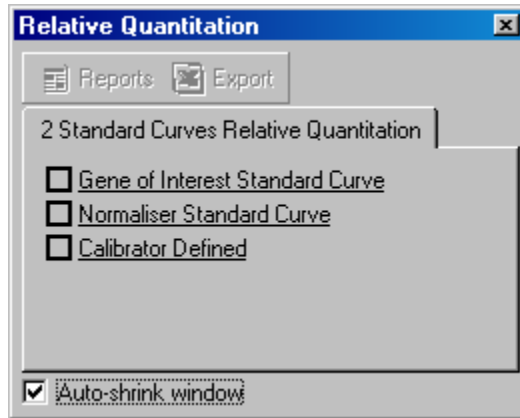 Relative Quantitation
Reports Export
2 Standard Curves Relative Quantitation
Gene of Interest Standard Curve
Normaliser Standard Curve
Calibrator Defined
Auto-shrink window